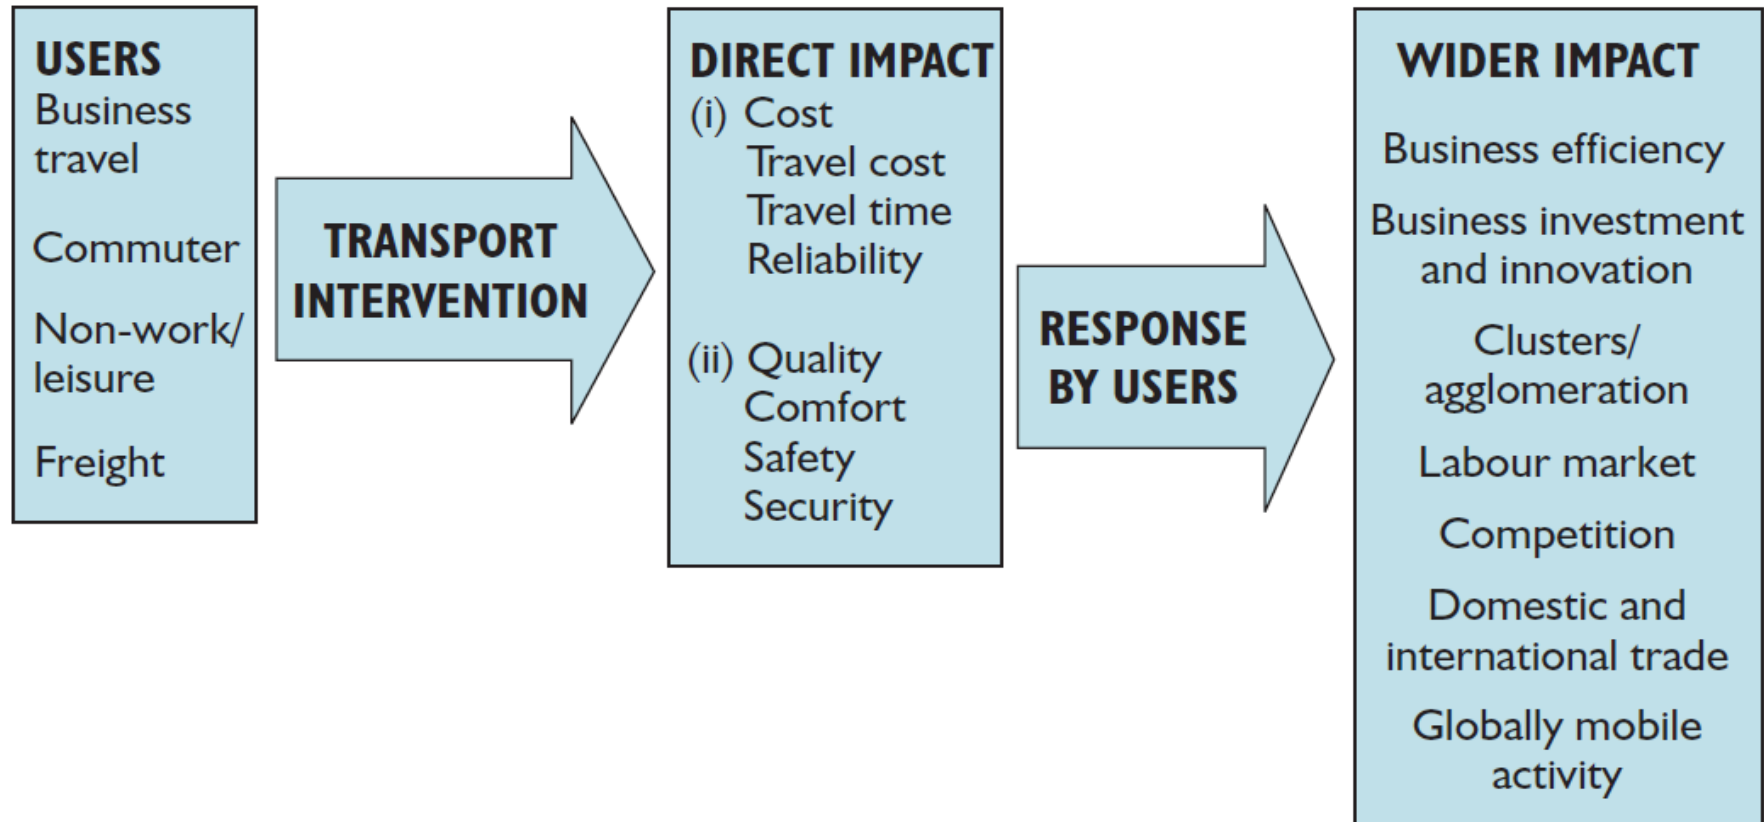 USERS
Business
travel
Commuter
Non-work/
leisure
Freight
TRANSPORT
INTERVENTION
DIRECT IMPACT
(i) Cost
Travel cost
Travel time
Reliability
(ii) Quality
Comfort
Safety
Security
RESPONSE
BY USERS
WIDER IMPACT
Business efficiency
Business investment
and innovation
Clusters/
agglomeration
Labour market
Competition
Domestic and
international trade
Globally mobile
activity